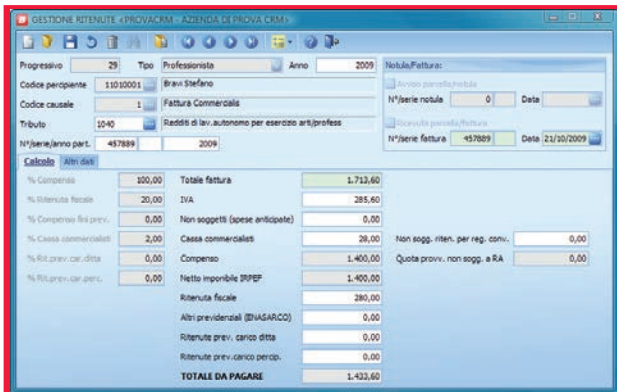 GESTIONE RITENUTE <PROVACRM - AZIENDA DI PROVA CRM>
Progressivo 29 Tipo Professionista Anno 2009 Notula/Fattura:
Codice percipiente 11010001 Bravi Stefano Avviso parcella/notula
Codice causale 1 Fattura Commercialis N°/serie notula 0 Data
Tributo 1040 Redditi di lav.autonomo per esercizio arti/profess Ricevuta parcella/fattura
N°/serie/anno part. 457889 2009 N°/serie fattura 457889 Data 21/10/2009
Calcolo Altri dati
% Compenso 100,00 Totale fattura 1.713,60
% Ritenuta fiscale 20,00 IVA 285,60
% Compenso fini prev. 0,00 Non soggetti (spese anticipate) 0,00
% Cassa commercialisti 2,00 Cassa commercialisti 28,00 Non sogg. riten. per reg. conv. 0,00
% Rit.prev.car.ditta 0,00 Compenso 1.400,00 Quota provv. non sogg. a RA 0,00
% Rit.prev.car.perc. 0,00 Netto imponibile IRPEF 1.400,00
Ritenuta fiscale 280,00
Altri previdenziali (ENASARCO) 0,00
Ritenute prev. carico ditta 0,00
Ritenute prev.carico percip. 0,00
TOTALE DA PAGARE 1.433,60